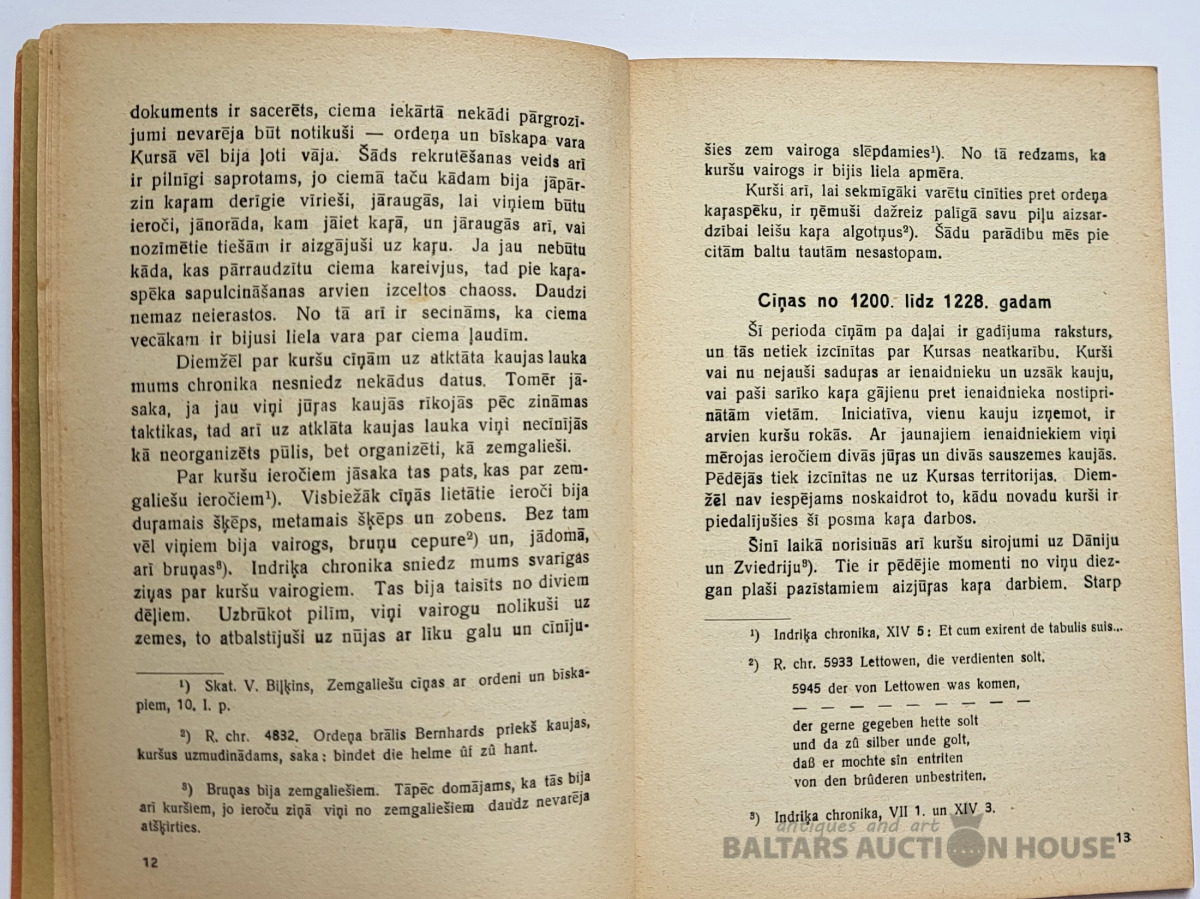 dokuments ir sacerēts, ciema iekārtā nekādi pārgrozī-
jumi nevarēja būt notikuši — ordeņa un bīskapa vara
Kursā vēl bija ļoti vāja. Šāds rekrutēšanas veids arī
ir pilnīgi saprotams, jo ciemā taču kādam bija jāpār-
zin kaŗam derīgie vīrieši, jāraugās, lai viņiem būtu
ieroči, jānorāda, kam jāiet kaŗā, un jāraugās arī, vai
nozīmētie tiešām ir aizgājuši uz kaŗu. Ja jau nebūtu
kāda, kas pārraudzītu ciema kareivjus, tad pie kaŗa-
spēka sapulcināšanas arvien izceltos chaoss. Daudzi
nemaz neierastos. No tā arī ir secināms, ka ciema
vecākam ir bijusi liela vara par ciema ļaudīm.
Diemžēl par kuršu cīņām uz atktāta kaujas lauka
mums chronika nesniedz nekādus datus. Tomēr jā-
saka, ja jau viņi jūŗas kaujās rīkojās pēc zināmas
taktikas, tad arī uz atklāta kaujas lauka viņi necīnījās
kā neorganizēts pūlis, bet organizēti, kā zemgalieši.
Par kuršu ieročiem jāsaka tas pats, kas par zem-
galiešu ieročiem¹). Visbiežāk cīņās lietātie ieroči bija
duŗamais šķēps, metamais šķēps un zobens. Bez tam
vēl viņiem bija vairogs, bruņu cepure²) un, jādomā,
arī bruņas³). Indriķa chronika sniedz mums svarīgas
ziņas par kuršu vairogiem. Tas bija taisīts no diviem
dēļiem. Uzbrūkot pilīm, viņi vairogu nolikuši uz
zemes, to atbalstījuši uz nūjas ar līku galu un cīnīju-
¹) Skat. V. Biļķins, Zemgaliešu cīņas ar ordeni un bīska-
piem, 10. l. p.
²) R. chr. 4832. Ordeņa brālis Bernhards priekš kaujas,
kuršus uzmudinādams, saka: bindet die helme ûf zû hant.
³) Bruņas bija zemgaliešiem. Tāpēc domājams, ka tās bija
arī kuršiem, jo ieroču ziņā viņi no zemgaliešiem daudz nevarēja
atšķirties.
12
šies zem vairoga slēpdamies¹). No tā redzams, ka
kuršu vairogs ir bijis liela apmēra.
Kurši arī, lai sekmīgāki varētu cīnīties pret ordeņa
kaŗaspēku, ir ņēmuši dažreiz palīgā savu piļu aizsar-
dzībai leišu kaŗa algotņus²). Šādu parādību mēs pie
citām baltu tautām nesastopam.
Cīņas no 1200. līdz 1228. gadam
Šī perioda cīņām pa daļai ir gadījuma raksturs,
un tās netiek izcīnītas par Kursas neatkarību. Kurši
vai nu nejauši saduŗas ar ienaidnieku un uzsāk kauju,
vai paši sarīko kaŗa gājienu pret ienaidnieka nostipri-
nātām vietām. Iniciatīva, vienu kauju izņemot, ir
arvien kuršu rokās. Ar jaunajiem ienaidniekiem viņi
mērojas ieročiem divās jūŗas un divās sauszemes kaujās.
Pēdējās tiek izcīnītas ne uz Kursas territorijas. Diem-
žēl nav iespējams noskaidrot to, kādu novadu kurši ir
piedalījušies šī posma kaŗa darbos.
Šinī laikā norisinās arī kuršu sirojumi uz Dāniju
un Zviedriju³). Tie ir pēdējie momenti no viņu diez-
gan plaši pazīstamiem aizjūŗas kaŗa darbiem. Starp
¹) Indriķa chronika, XIV 5: Et cum exirent de tabulis suis...
²) R. chr. 5933 Lettowen, die verdienten solt.
5945 der von Lettowen was komen,
— — — — — — — — — — —
der gerne gegeben hette solt
und da zû silber unde golt,
daß er mochte sîn entriten
von den brûderen unbestriten.
³) Indriķa chronika, VII 1. un XIV 3.
13
antiques and art
BALTARS AUCTION HOUSE